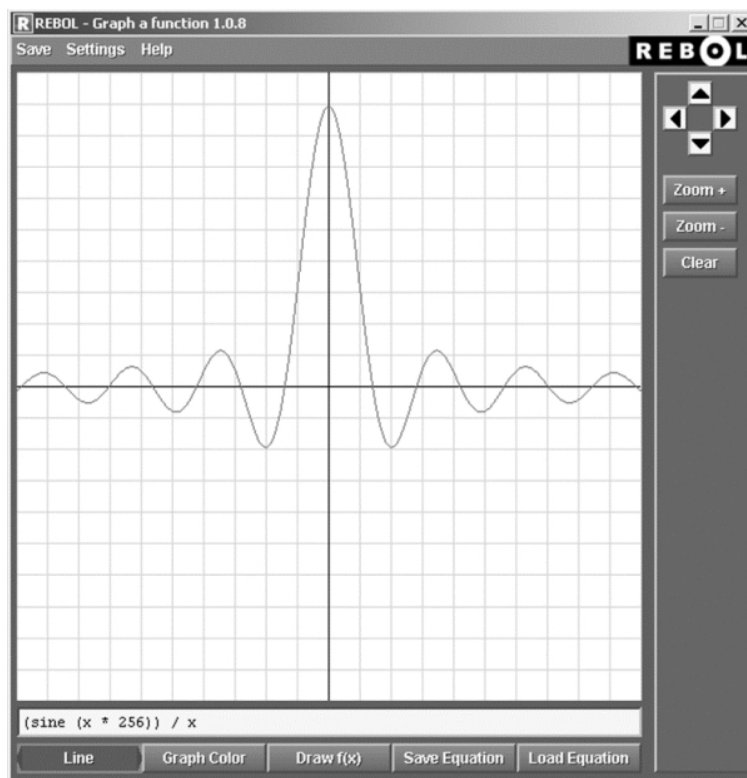 R REBOL - Graph a function 1.0.8
Save Settings Help
REBOL
Zoom +
Zoom -
Clear
(sine (x * 256)) / x
Line Graph Color Draw f(x) Save Equation Load Equation